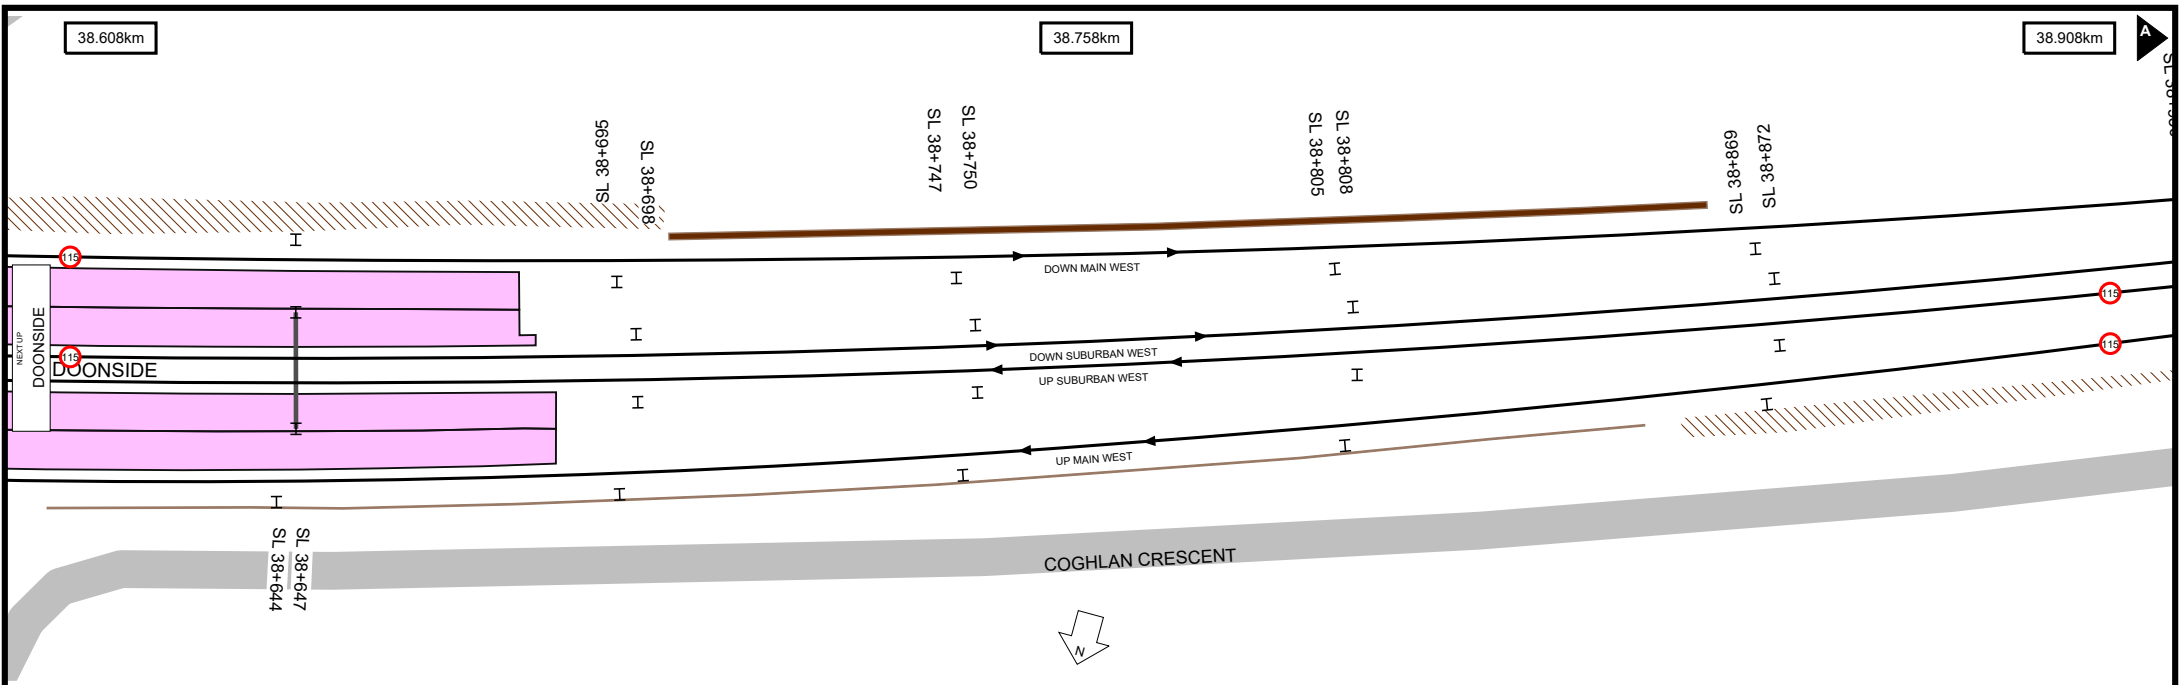 38.608km
38.758km
38.908km
A
SL 38+695
SL 38+698
SL 38+747
SL 38+750
SL 38+805
SL 38+808
SL 38+869
SL 38+872
115
DOWN MAIN WEST
115
NEXT UP
DOONSIDE
115
DOONSIDE
DOWN SUBURBAN WEST
UP SUBURBAN WEST
115
UP MAIN WEST
SL 38+644
SL 38+647
COGHLAN CRESCENT
N